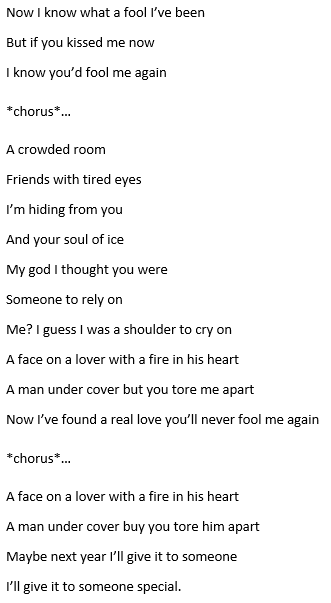 Now I know what a fool I've been
But if you kissed me now
I know you'd fool me again
*chorus*...
A crowded room
Friends with tired eyes
I'm hiding from you
And your soul of ice
My god I thought you were
Someone to rely on
Me? I guess I was a shoulder to cry on
A face on a lover with a fire in his heart
A man under cover but you tore me apart
Now I've found a real love you'll never fool me again
*chorus*...
A face on a lover with a fire in his heart
A man under cover buy you tore him apart
Maybe next year I'll give it to someone
I'll give it to someone special.